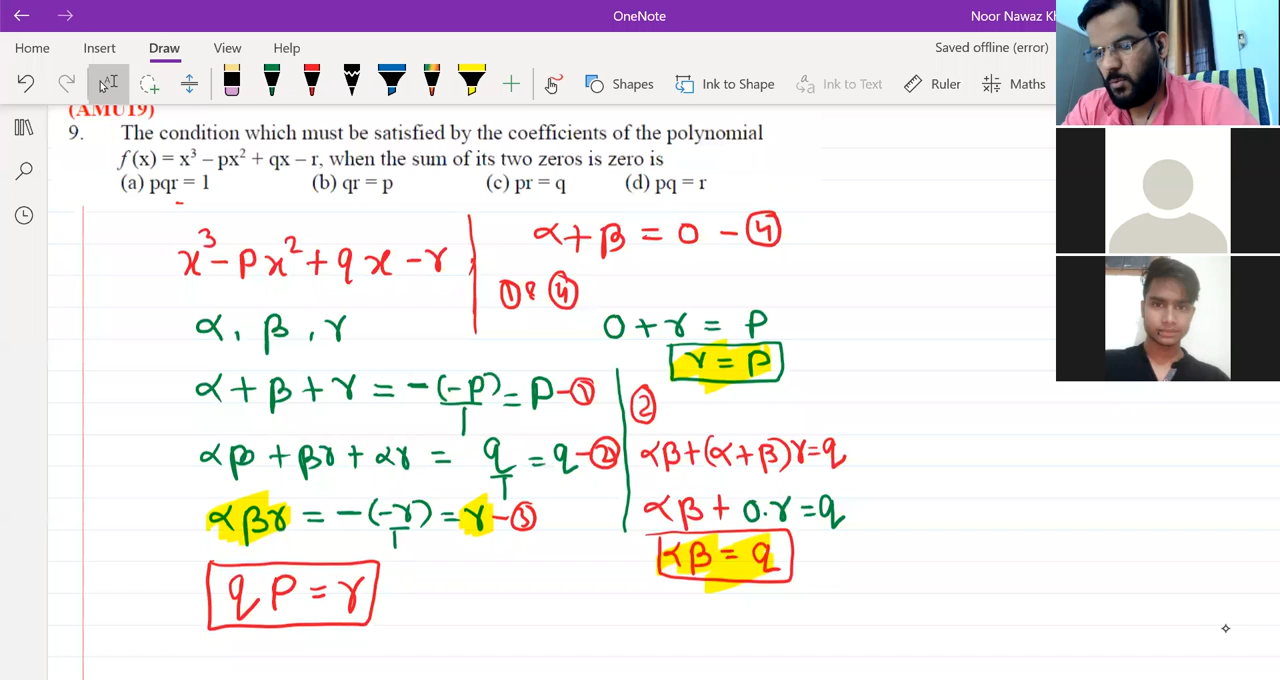 OneNote
Noor Nawaz Kh
Home Insert Draw View Help
Saved offline (error)
Shapes Ink to Shape Ink to Text Ruler Maths
(AMU19)
9. The condition which must be satisfied by the coefficients of the polynomial
f(x) = x³ – px² + qx – r, when the sum of its two zeros is zero is
(a) pqr = 1 (b) qr = p (c) pr = q (d) pq = r
x³ - px² + qx - r
α, β, γ
α + β + γ = -(-p)/1 = p - ①
αβ + βγ + αγ = q/1 = q - ②
αβγ = -(-r)/1 = r - ③
qp = r
α + β = 0 - ④
① & ④
0 + γ = p
γ = p
②
αβ + (α + β)γ = q
αβ + 0.γ = q
αβ = q